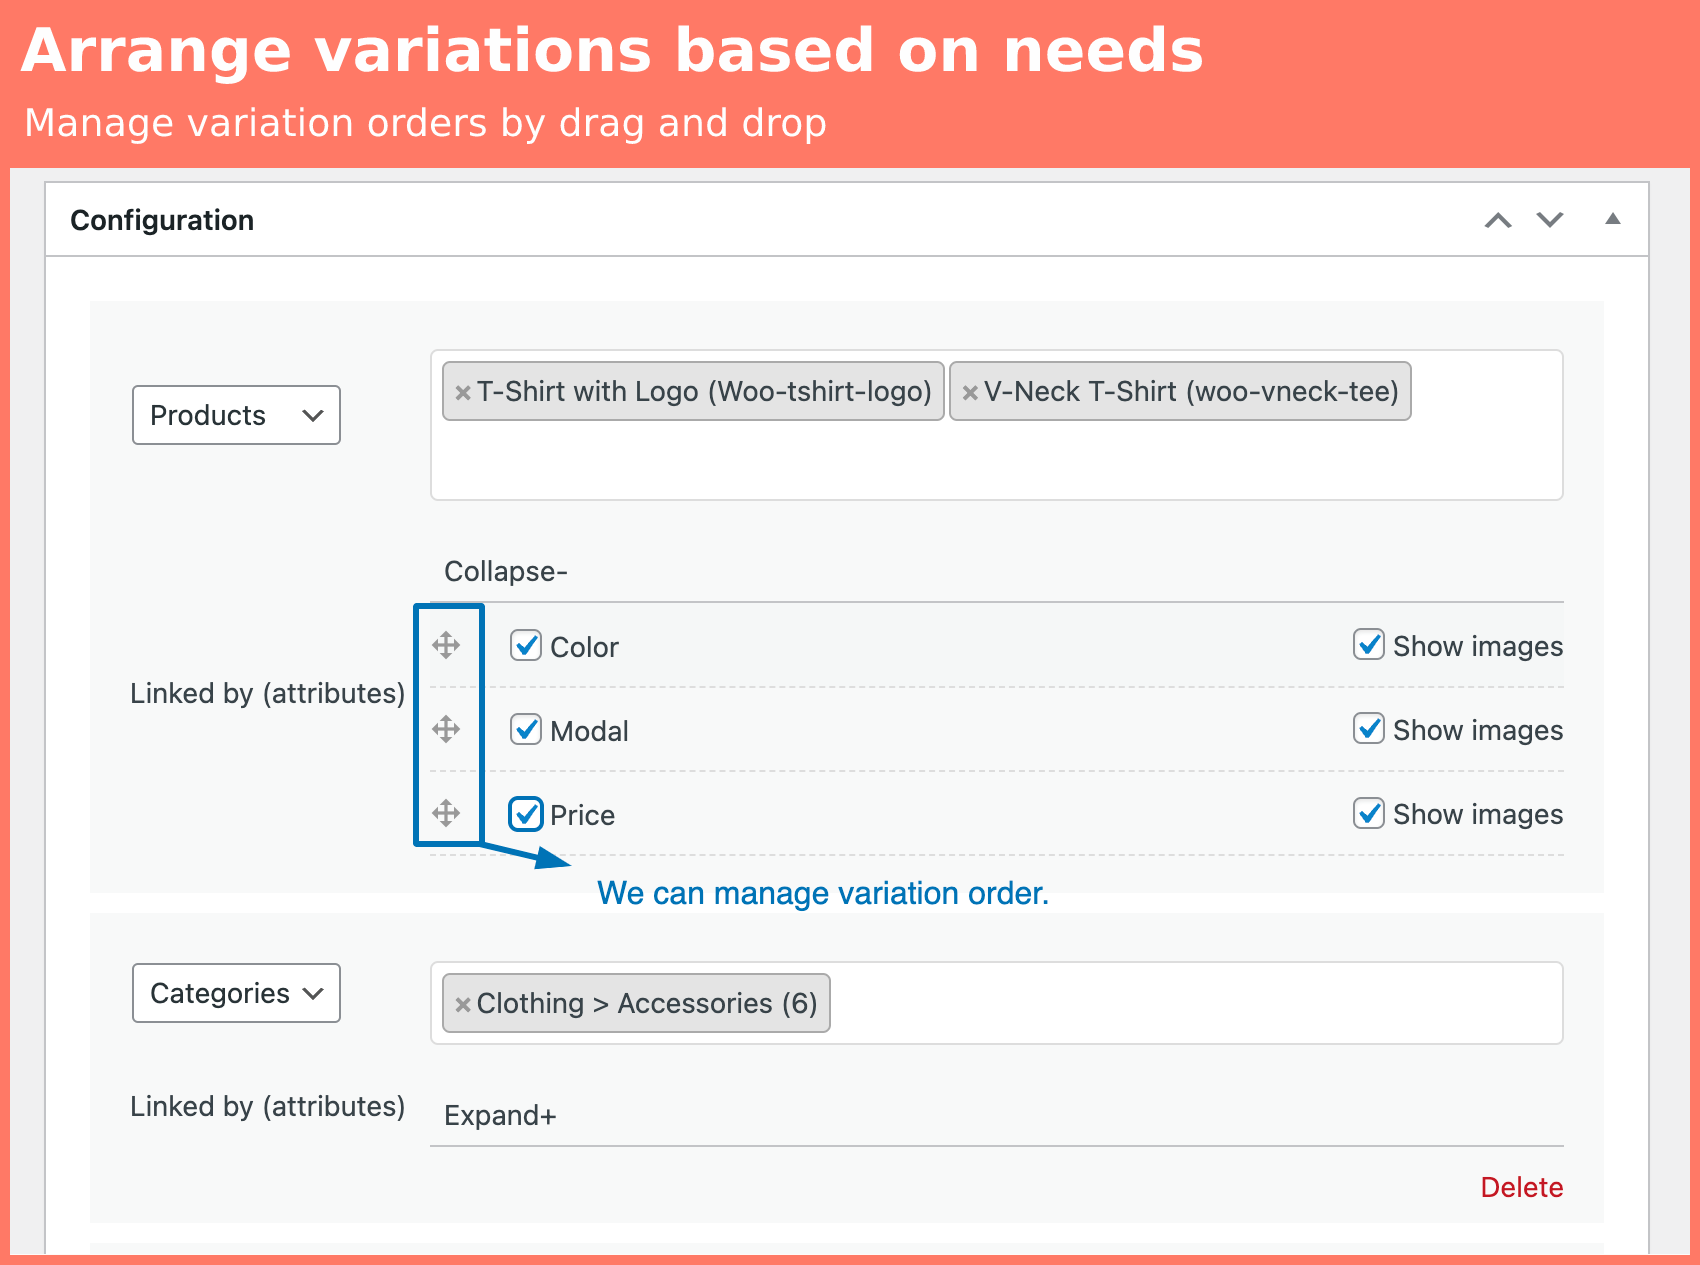 Arrange variations based on needs
Manage variation orders by drag and drop
Configuration
Products
×T-Shirt with Logo (Woo-tshirt-logo) ×V-Neck T-Shirt (woo-vneck-tee)
Collapse-
Linked by (attributes)
Color Show images
Modal Show images
Price Show images
We can manage variation order.
Categories
×Clothing > Accessories (6)
Linked by (attributes)
Expand+
Delete